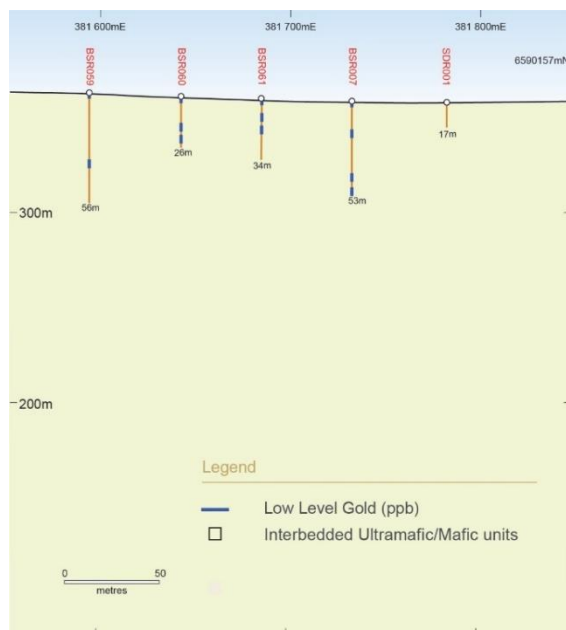 381 600mE
381 700mE
381 800mE
BSR059
BSR060
BSR061
BSR007
SDR001
6590157mN
17m
26m
34m
56m
53m
300m
200m
Legend
Low Level Gold (ppb)
Interbedded Ultramafic/Mafic units
0 50
metres